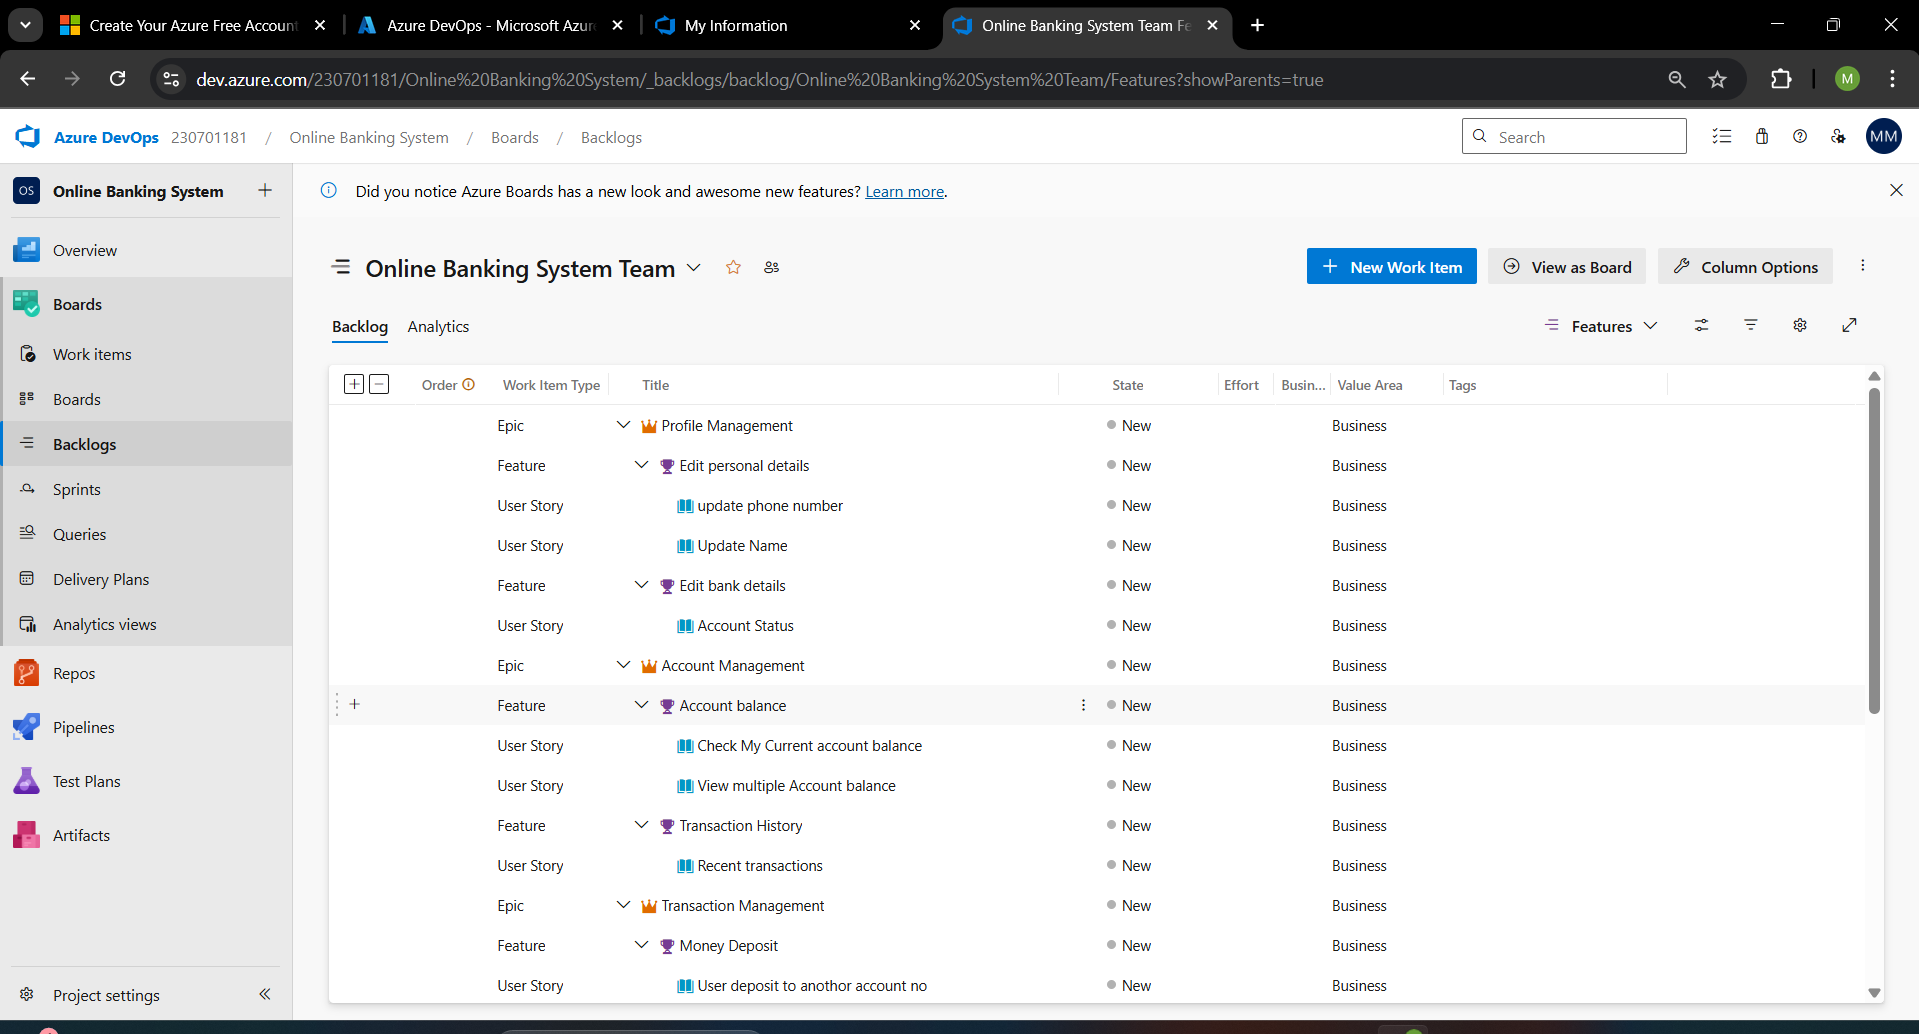 Create Your Azure Free Account
Azure DevOps - Microsoft Azur
My Information
Online Banking System Team Fe
dev.azure.com/230701181/Online%20Banking%20System/_backlogs/backlog/Online%20Banking%20System%20Team/Features?showParents=true
M
Azure DevOps 230701181 / Online Banking System / Boards / Backlogs
Search
MM
OS Online Banking System
Did you notice Azure Boards has a new look and awesome new features? Learn more.
Overview
Boards
Work items
Boards
Backlogs
Sprints
Queries
Delivery Plans
Analytics views
Repos
Pipelines
Test Plans
Artifacts
Project settings
Online Banking System Team
New Work Item
View as Board
Column Options
Backlog Analytics
Features
Order Work Item Type Title State Effort Busin... Value Area Tags
Epic Profile Management New Business
Feature Edit personal details New Business
User Story update phone number New Business
User Story Update Name New Business
Feature Edit bank details New Business
User Story Account Status New Business
Epic Account Management New Business
Feature Account balance New Business
User Story Check My Current account balance New Business
User Story View multiple Account balance New Business
Feature Transaction History New Business
User Story Recent transactions New Business
Epic Transaction Management New Business
Feature Money Deposit New Business
User Story User deposit to anothor account no New Business